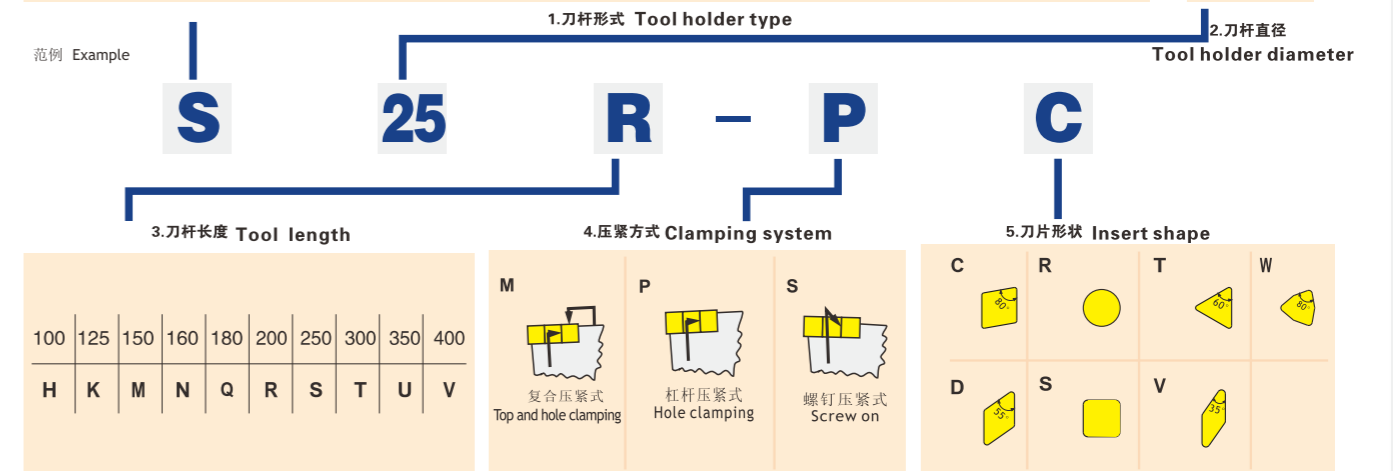 1.刀杆形式 Tool holder type
2.刀杆直径
Tool holder diameter
范例 Example
S 25 R – P C
3.刀杆长度 Tool length
100 125 150 160 180 200 250 300 350 400
H K M N Q R S T U V
4.压紧方式 Clamping system
M
复合压紧式
Top and hole clamping
P
杠杆压紧式
Hole clamping
S
螺钉压紧式
Screw on
5.刀片形状 Insert shape
C R T W
80° 60° 80°
D S V
55° 35°